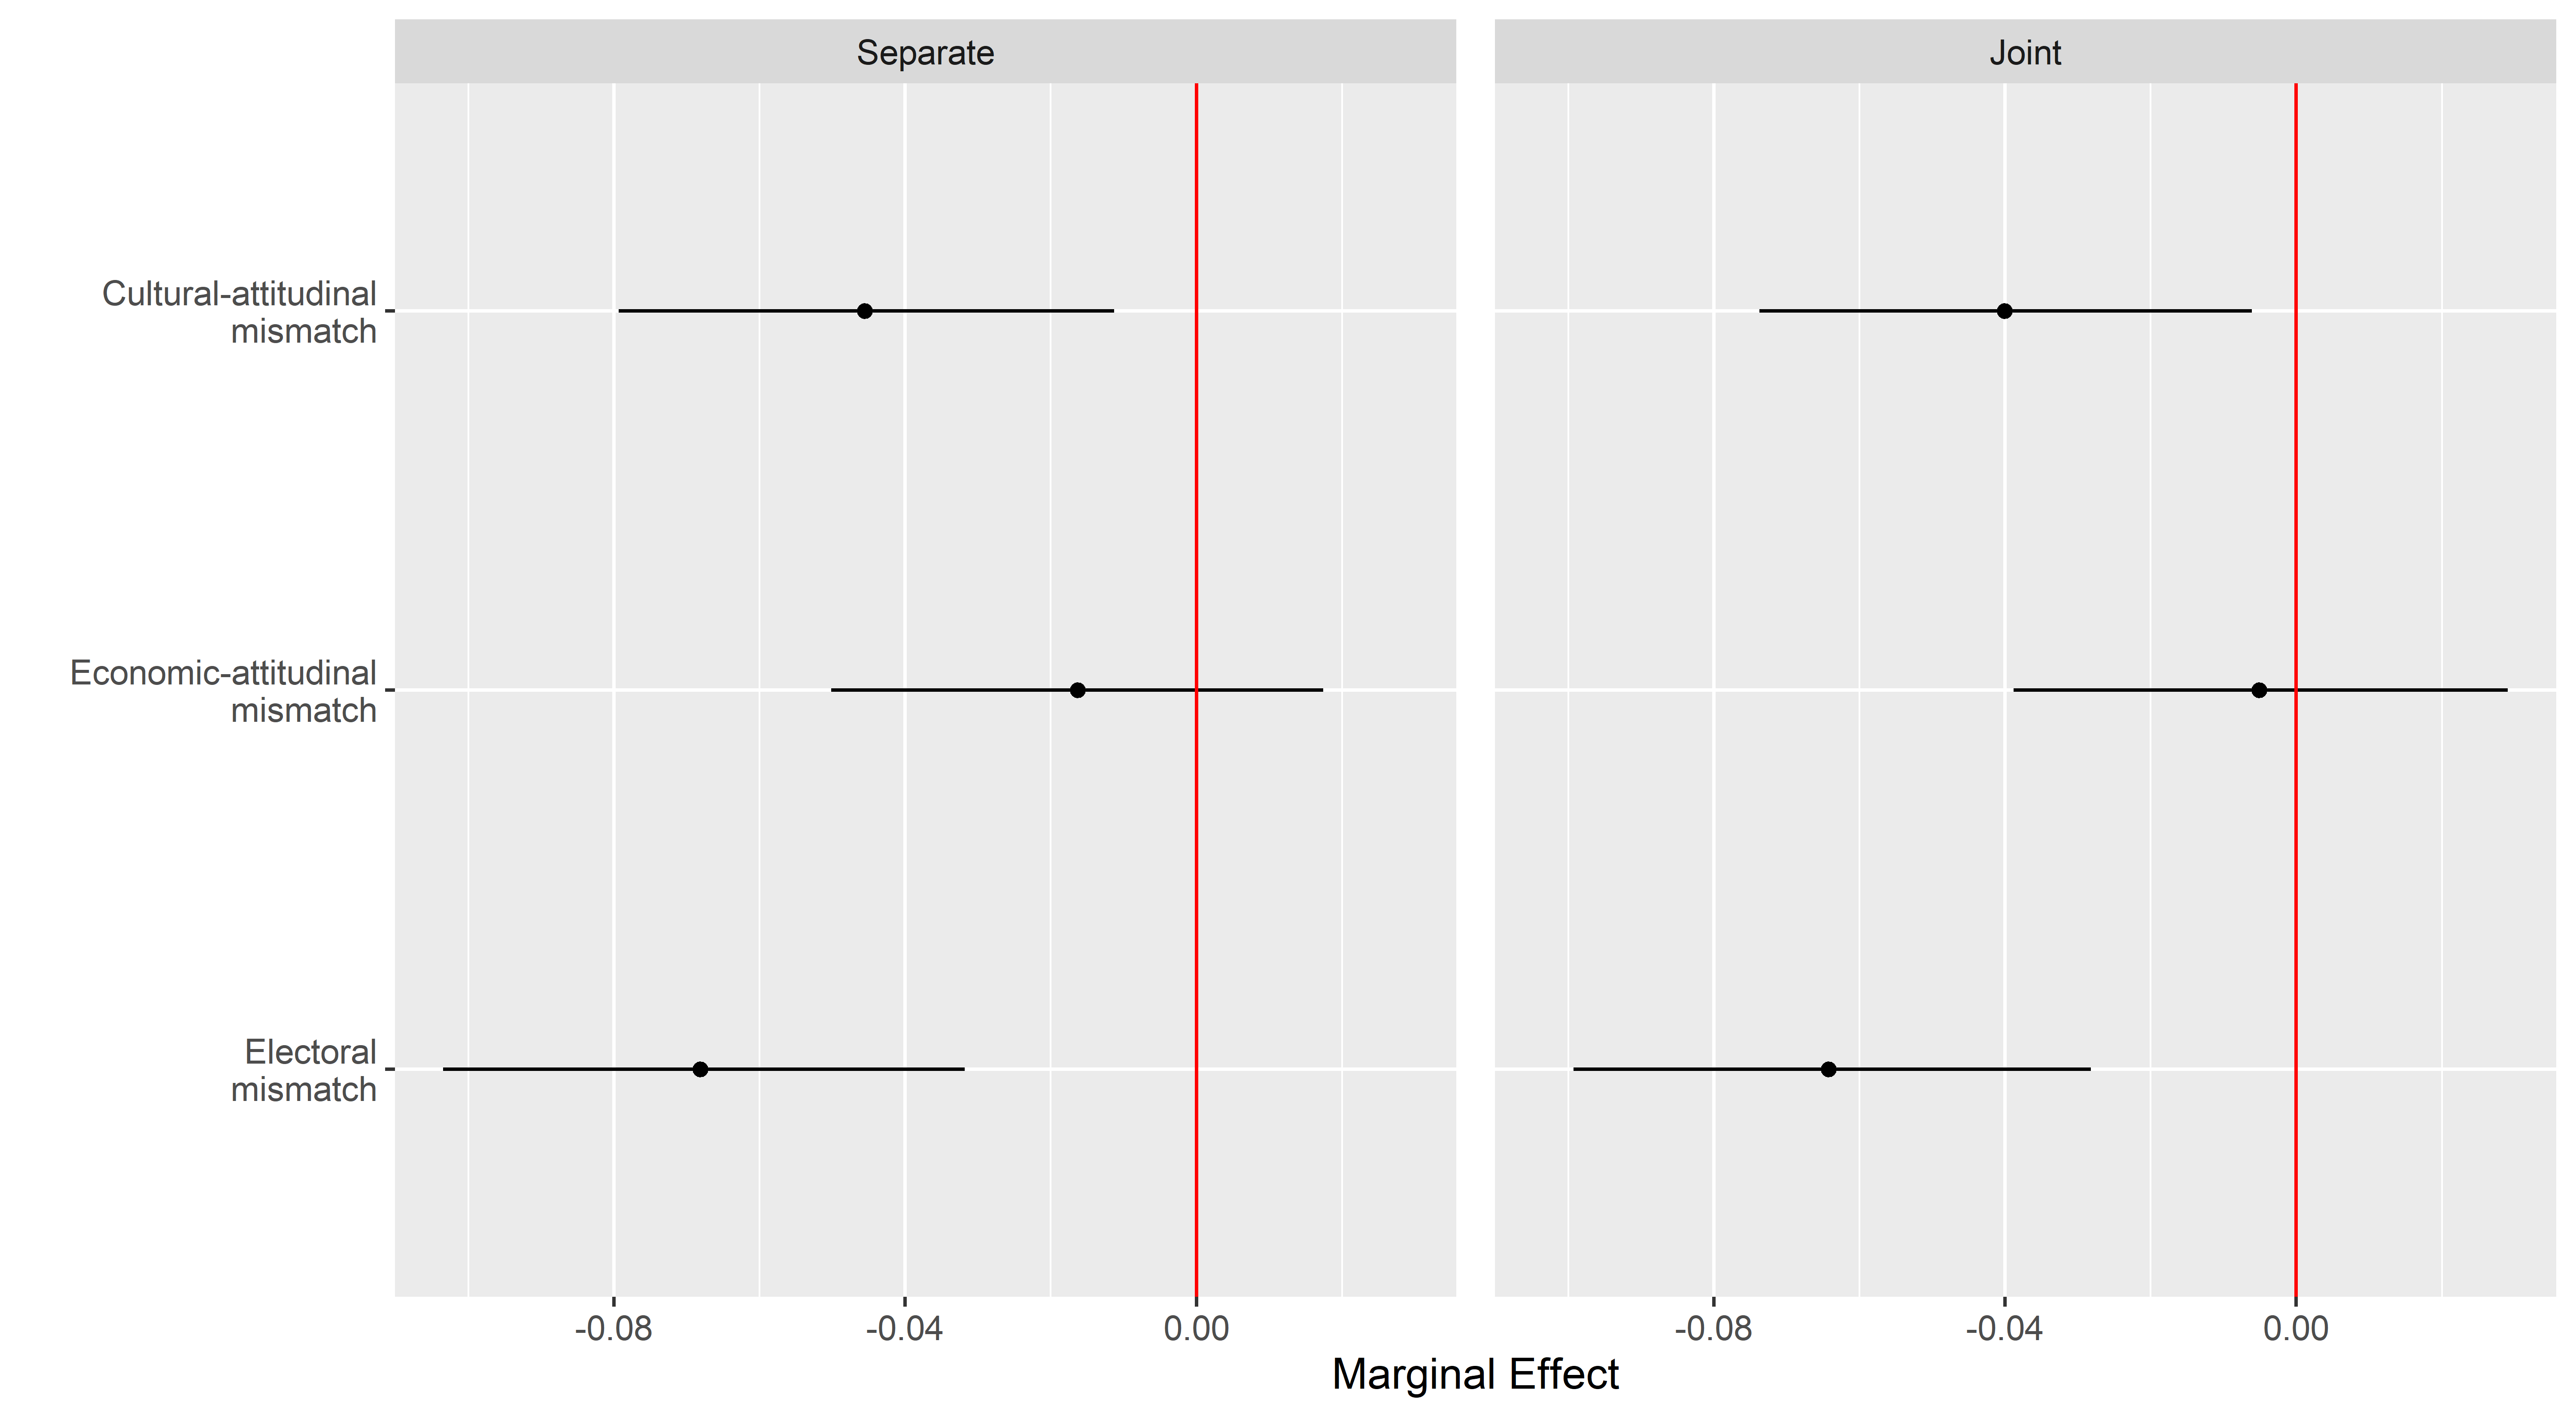 Separate
Joint
Cultural-attitudinal
mismatch
Economic-attitudinal
mismatch
Electoral
mismatch
-0.08
-0.04
0.00
-0.08
-0.04
0.00
Marginal Effect